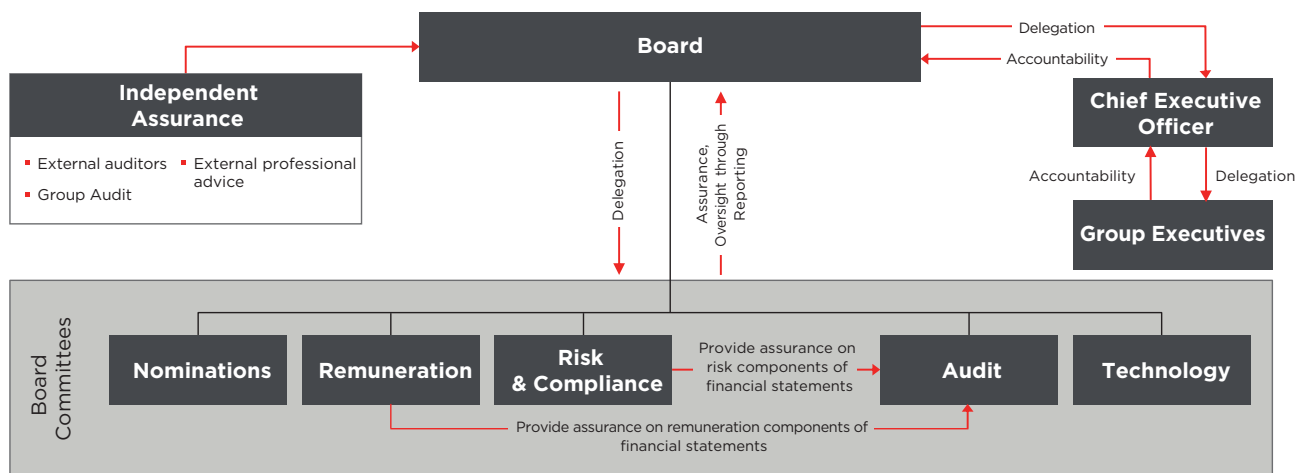 Board
Delegation
Accountability
Independent
Assurance
External auditors
Group Audit
External professional
advice
Chief Executive
Officer
Accountability
Delegation
Group Executives
Delegation
Assurance,
Oversight through
Reporting
Board
Committees
Nominations
Remuneration
Risk
& Compliance
Provide assurance on
risk components of
financial statements
Audit
Technology
Provide assurance on remuneration components of
financial statements